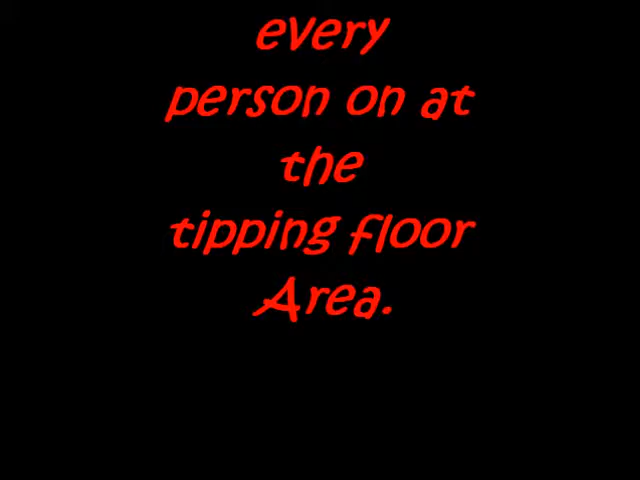 every
person on at
the
tipping floor
Area.